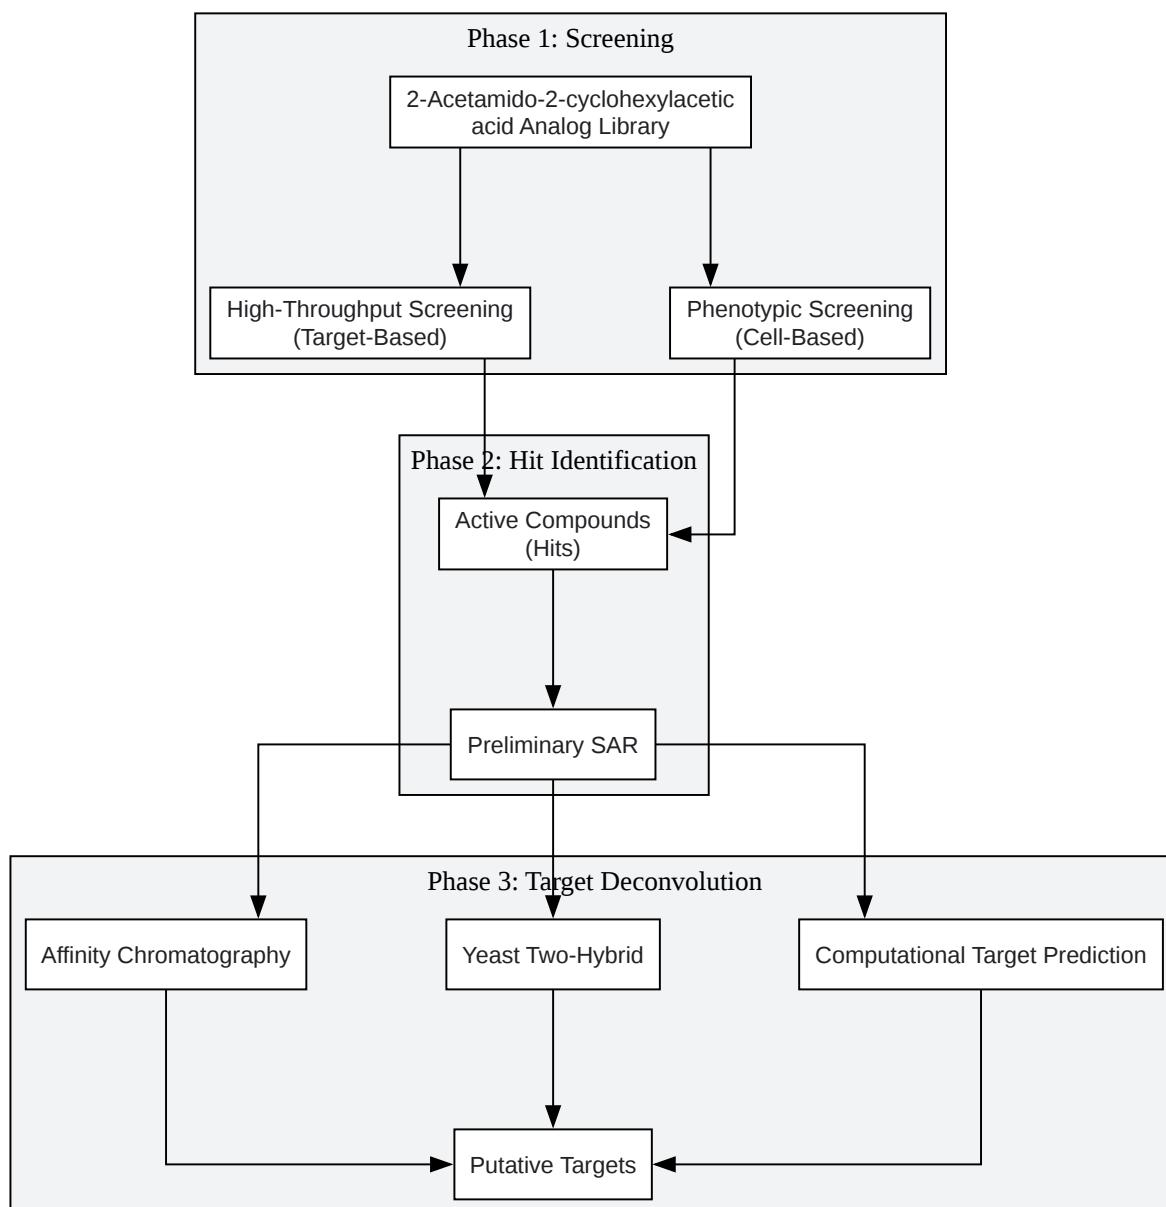 Phase 1: Screening
2-Acetamido-2-cyclohexylacetic
acid Analog Library
High-Throughput Screening
(Target-Based)
Phenotypic Screening
(Cell-Based)
Phase 2: Hit Identification
Active Compounds
(Hits)
Preliminary SAR
Phase 3: Target Deconvolution
Affinity Chromatography
Yeast Two-Hybrid
Computational Target Prediction
Putative Targets